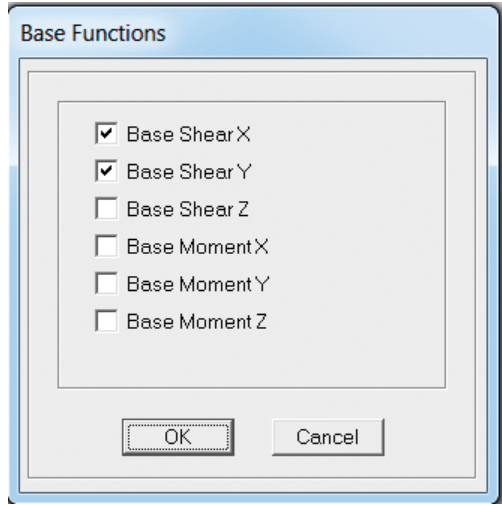 Base Functions
Base Shear X
Base Shear Y
Base Shear Z
Base Moment X
Base Moment Y
Base Moment Z
OK Cancel